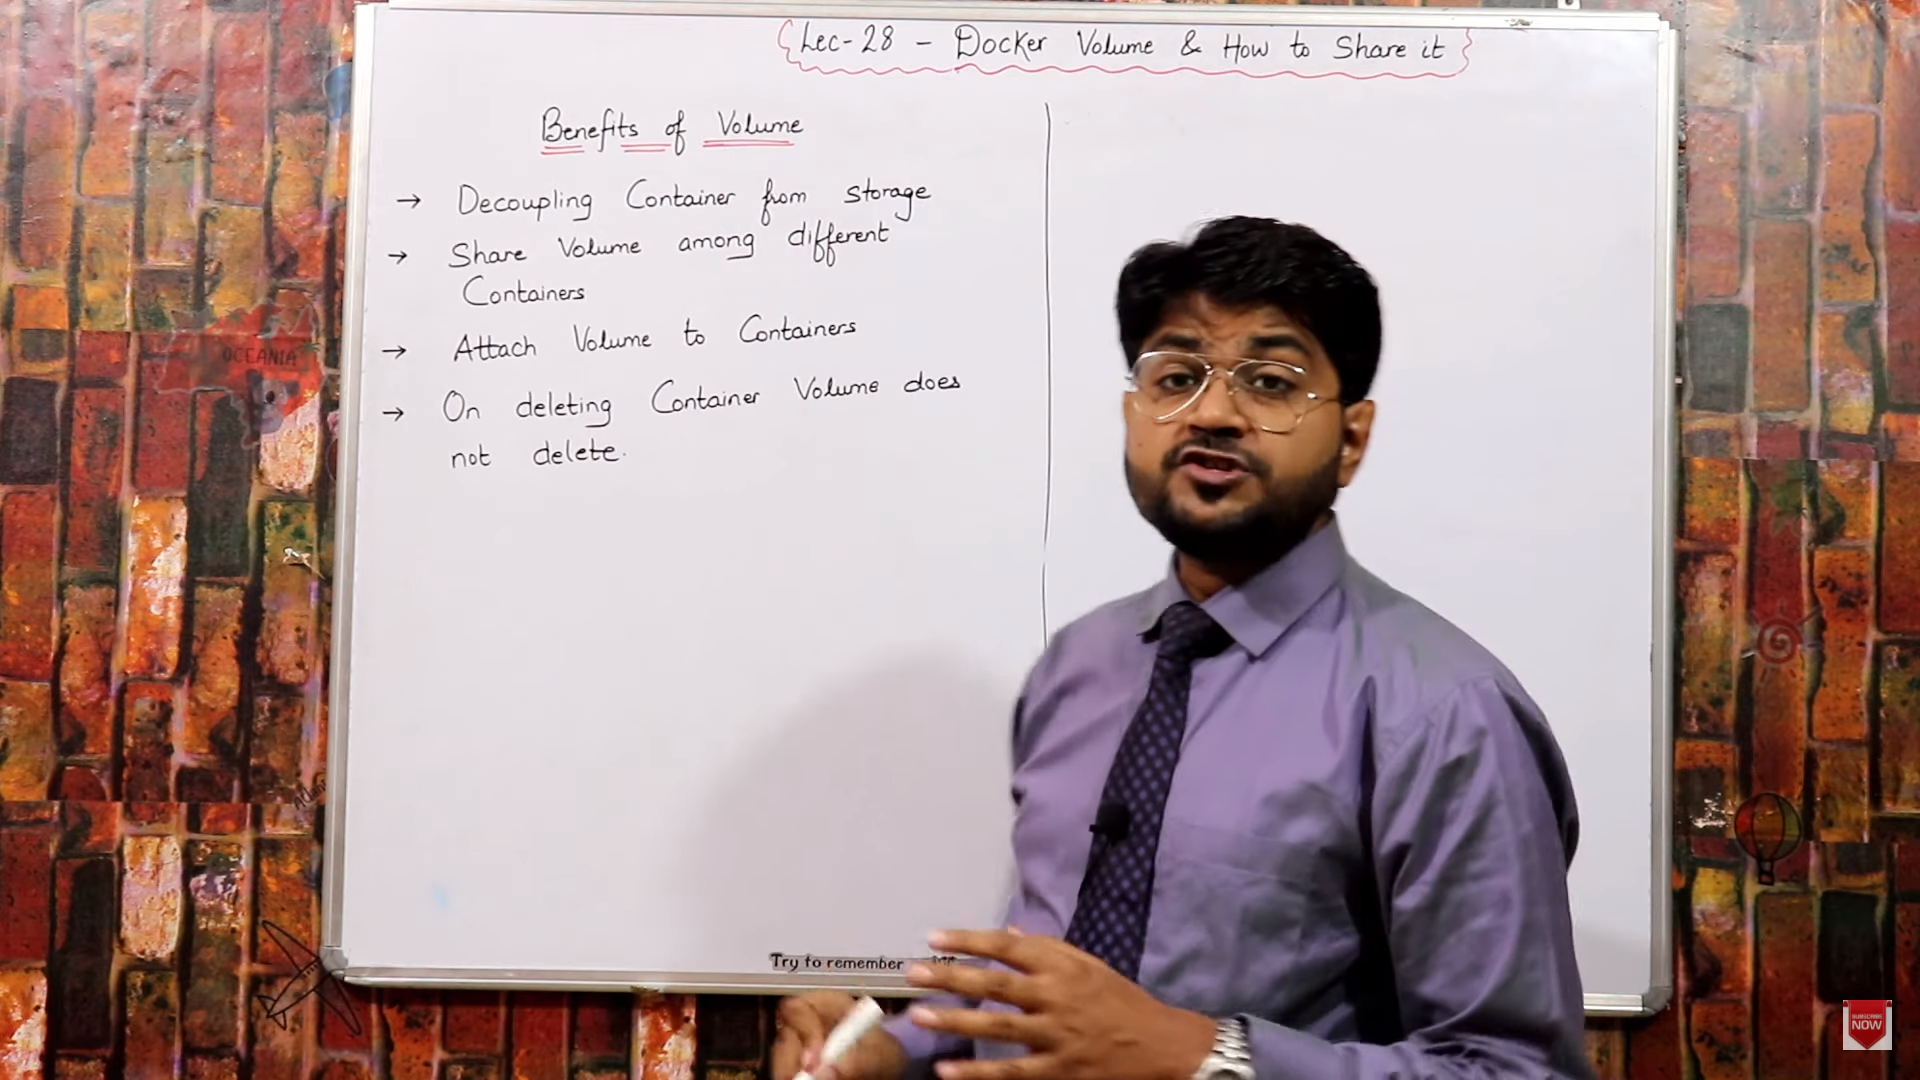 Lec-28 - Docker Volume & How to Share it
Benefits of Volume
→ Decoupling Container from storage
→ Share Volume among different
Containers
→ Attach Volume to Containers
→ On deleting Container Volume does
not delete.
OCEANIA
Try to remember
SUBSCRIBE
NOW